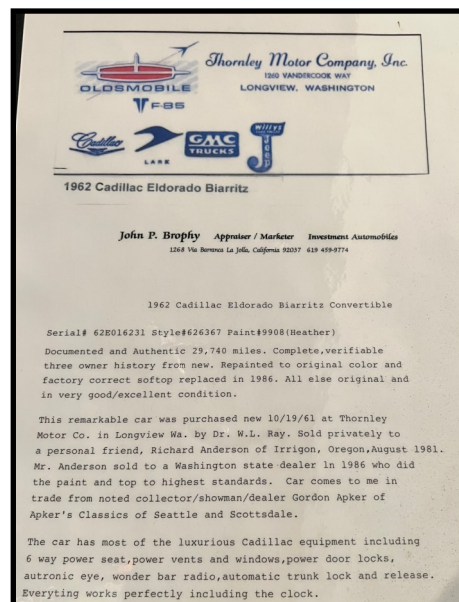 Thornley Motor Company, Inc.
1260 VANDERCOOK WAY
LONGVIEW, WASHINGTON
OLDSMOBILE
F-85
Cadillac
LARK
GMC
TRUCKS
Willys
Jeep
1962 Cadillac Eldorado Biarritz
John P. Brophy Appraiser / Marketer Investment Automobiles
1268 Via Barranca La Jolla, California 92037 619 459-9774
1962 Cadillac Eldorado Biarritz Convertible
Serial# 62E016231 Style#626367 Paint#9908(Heather)
Documented and Authentic 29,740 miles. Complete,verifiable
three owner history from new. Repainted to original color and
factory correct softop replaced in 1986. All else original and
in very good/excellent condition.
This remarkable car was purchased new 10/19/61 at Thornley
Motor Co. in Longview Wa. by Dr. W.L. Ray. Sold privately to
a personal friend, Richard Anderson of Irrigon, Oregon,August 1981.
Mr. Anderson sold to a Washington state dealer in 1986 who did
the paint and top to highest standards. Car comes to me in
trade from noted collector/showman/dealer Gordon Apker of
Apker's Classics of Seattle and Scottsdale.
The car has most of the luxurious Cadillac equipment including
6 way power seat,power vents and windows,power door locks,
autronic eye, wonder bar radio,automatic trunk lock and release.
Everyting works perfectly including the clock.